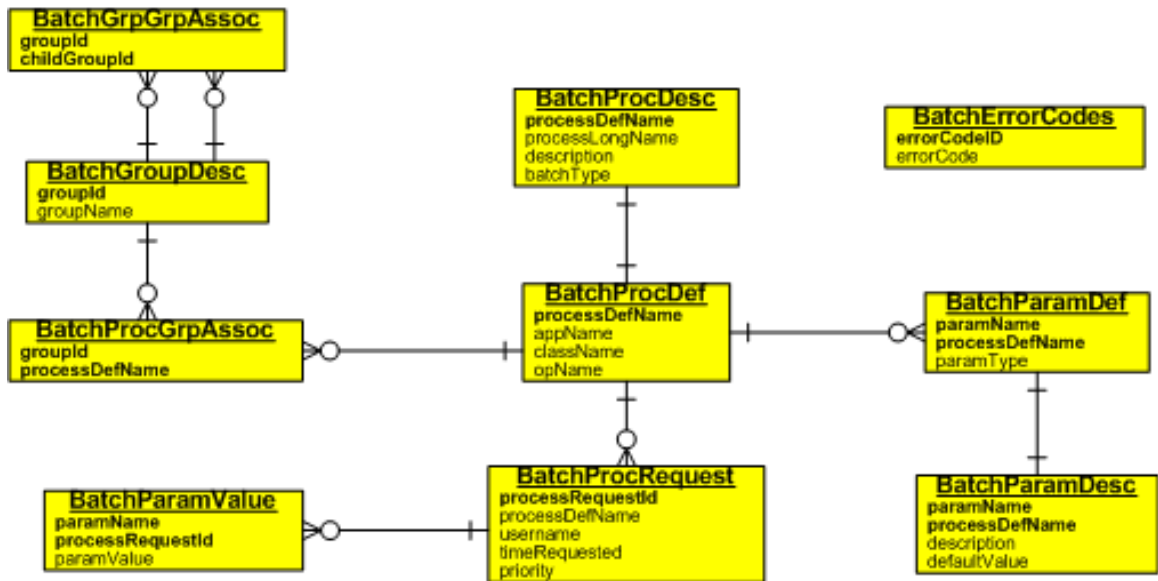 BatchGrpGrpAssoc
groupId
childGroupId
BatchProcDesc
processDefName
processLongName
description
batchType
BatchErrorCodes
errorCodeID
errorCode
BatchGroupDesc
groupId
groupName
BatchProcDef
processDefName
appName
className
opName
BatchParamDef
paramName
processDefName
paramType
BatchProcGrpAssoc
groupId
processDefName
BatchProcRequest
processRequestId
processDefName
username
timeRequested
priority
BatchParamDesc
paramName
processDefName
description
defaultValue
BatchParamValue
paramName
processRequestId
paramValue